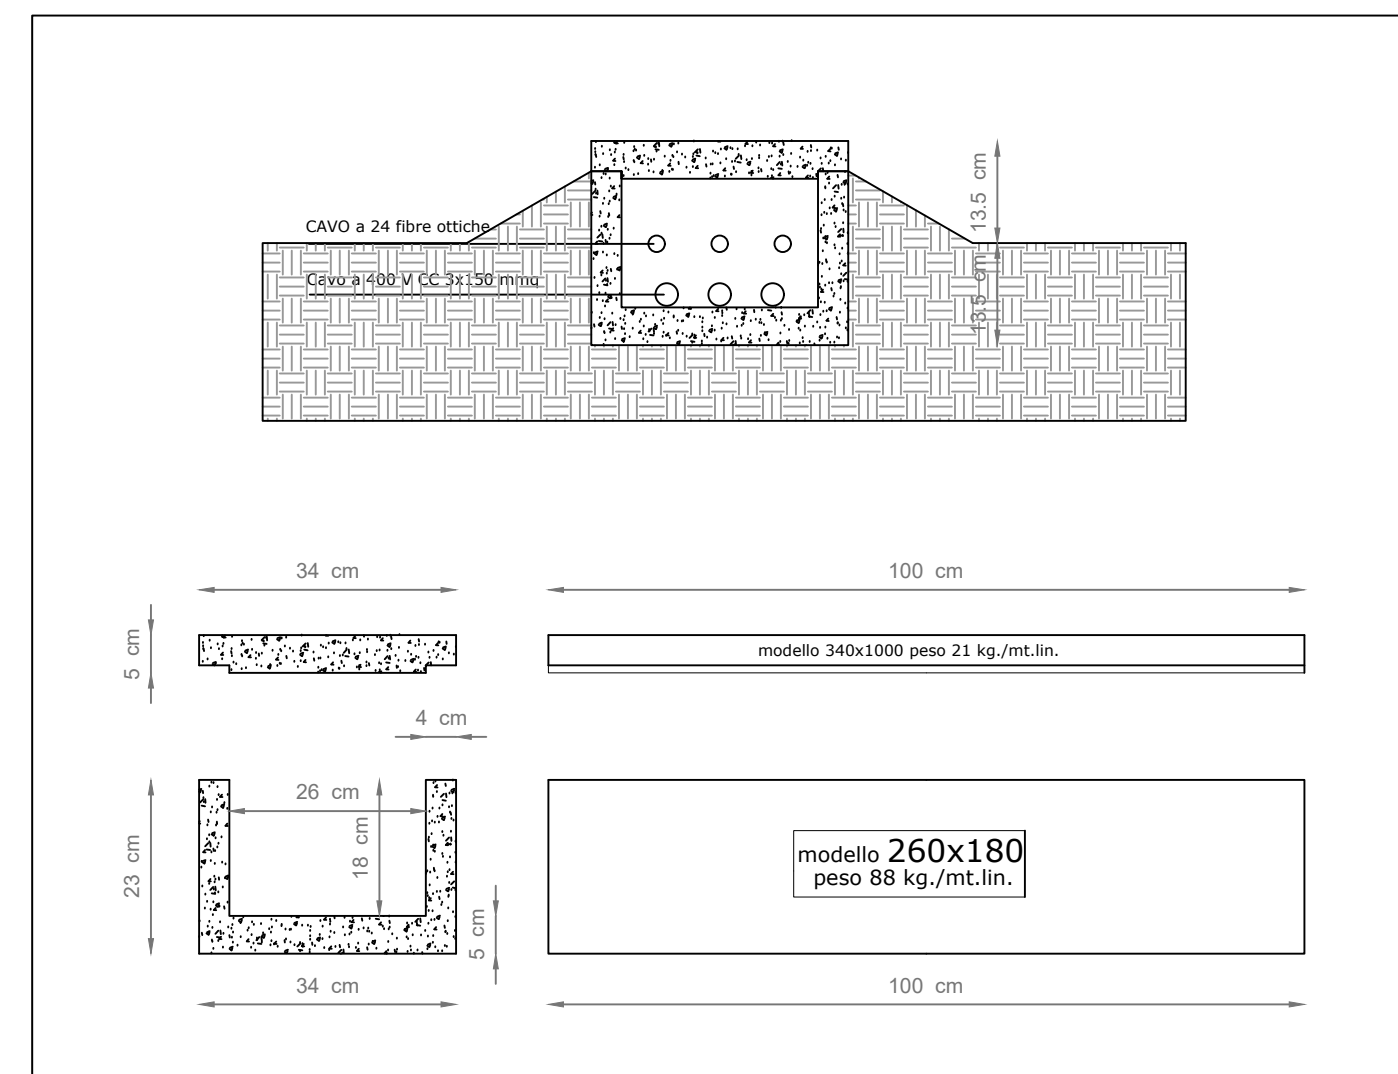 13.5 cm
CAVO a 24 fibre ottiche
Cavo a 400 V CC 3x150 mmq
13.5 cm
34 cm
100 cm
5 cm
modello 340x1000 peso 21 kg./mt.lin.
4 cm
26 cm
18 cm
23 cm
modello 260x180
peso 88 kg./mt.lin.
5 cm
34 cm
100 cm